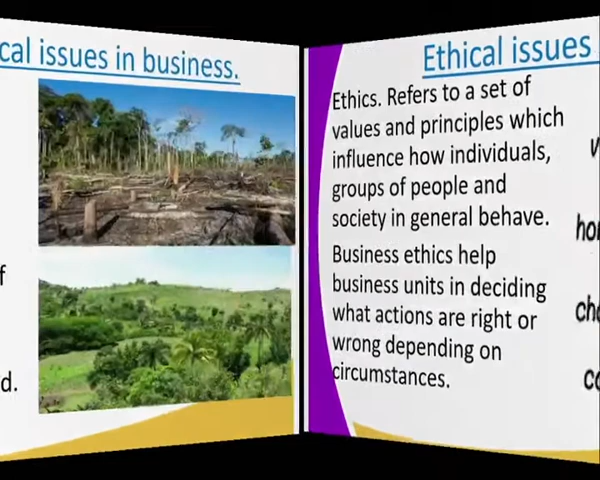 cal issues in business.
f
d.
Ethical issues
Ethics. Refers to a set of
values and principles which
influence how individuals,
groups of people and
society in general behave.
Business ethics help
business units in deciding
what actions are right or
wrong depending on
circumstances.
hon
cho
co